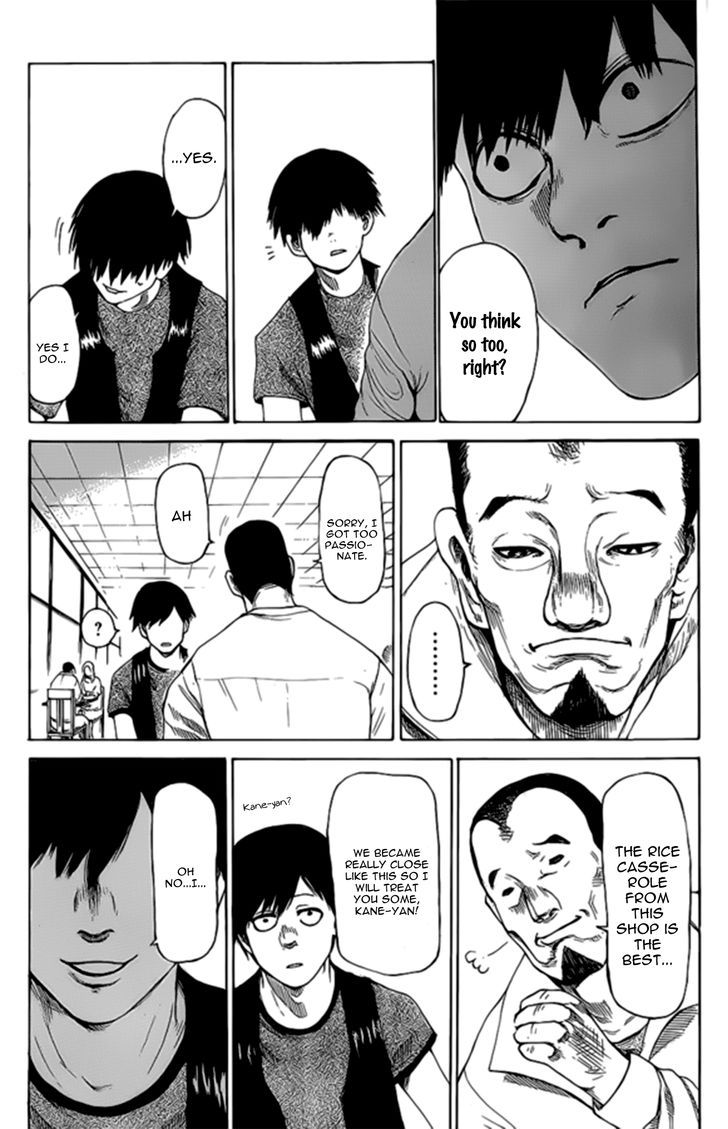 You think
so too,
right?
...YES.
YES I
DO...
........
SORRY, I
GOT TOO
PASSIO-
NATE.
AH
?
THE RICE
CASSE-
ROLE
FROM
THIS
SHOP IS
THE
BEST...
WE BECAME
REALLY CLOSE
LIKE THIS SO I
WILL TREAT
YOU SOME,
KANE-YAN!
Kane-yan?
OH
NO...I...